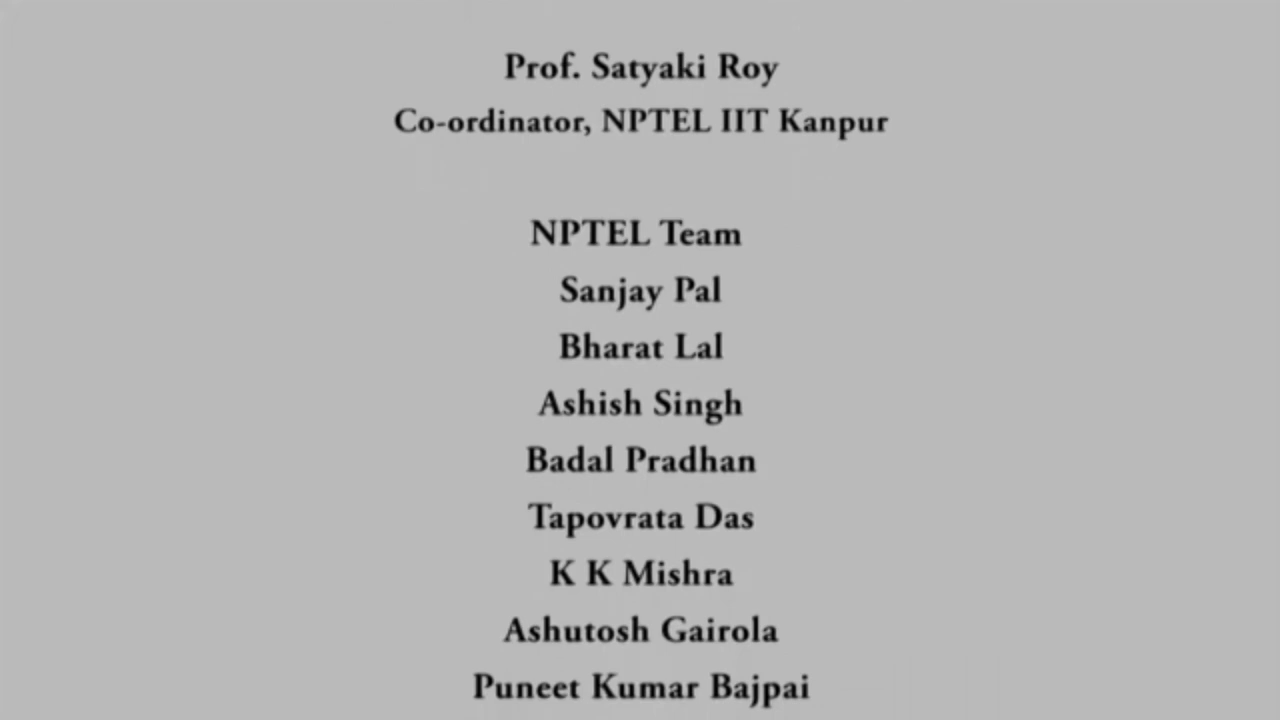 Prof. Satyaki Roy
Co-ordinator, NPTEL IIT Kanpur
NPTEL Team
Sanjay Pal
Bharat Lal
Ashish Singh
Badal Pradhan
Tapovrata Das
K K Mishra
Ashutosh Gairola
Puneet Kumar Bajpai